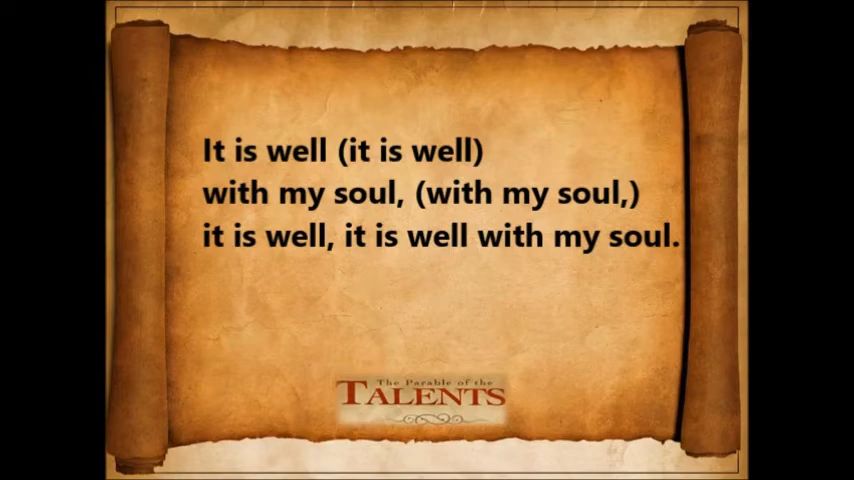 It is well (it is well)
with my soul, (with my soul,)
it is well, it is well with my soul.
The Parable of the
TALENTS